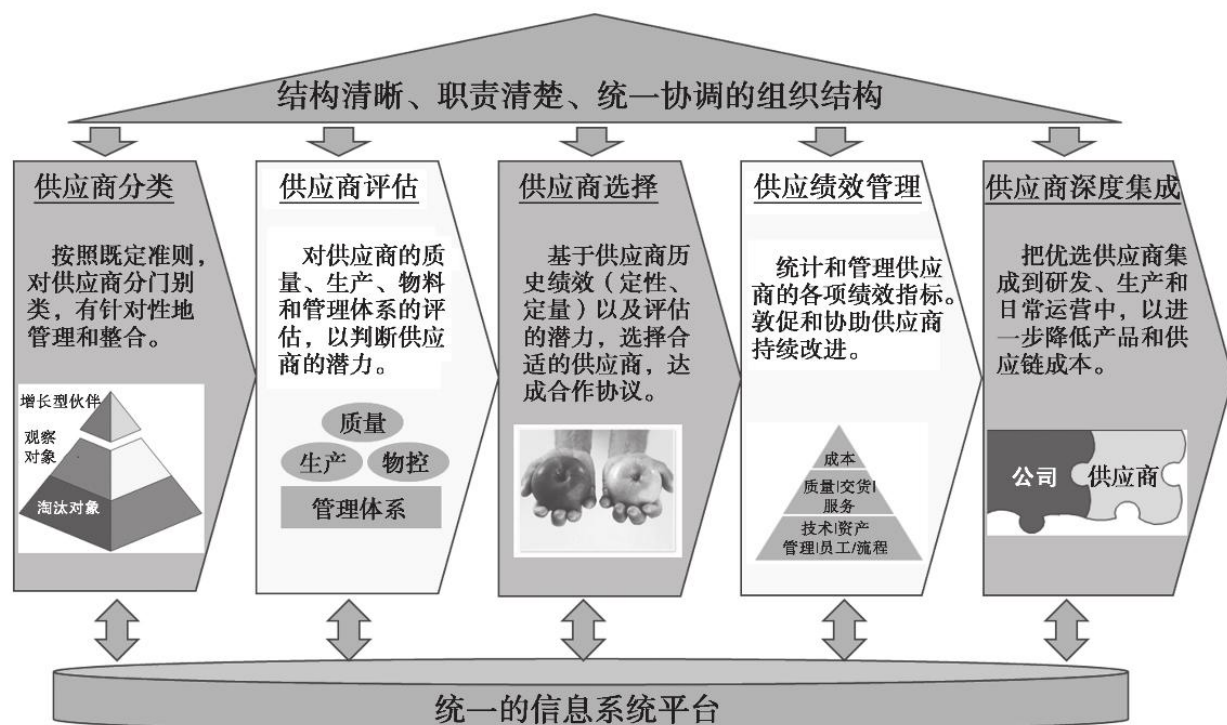 结构清晰、职责清楚、统一协调的组织结构
供应商分类
按照既定准则，
对供应商分门别
类，有针对性地
管理和整合。
增长型伙伴
观察
对象
淘汰对象
供应商评估
对供应商的质
量、生产、物料
和管理体系的评
估，以判断供应
商的潜力。
质量
生产
物控
管理体系
供应商选择
基于供应商历
史绩效（定性、
定量）以及评估
的潜力，选择合
适的供应商，达
成合作协议。
供应绩效管理
统计和管理供应
商的各项绩效指标。
敦促和协助供应商
持续改进。
成本
质量|交货|
服务
技术|资产
管理|员工/流程
供应商深度集成
把优选供应商集
成到研发、生产和
日常运营中，以进
一步降低产品和供
应链成本。
公司
供应商
统一的信息系统平台